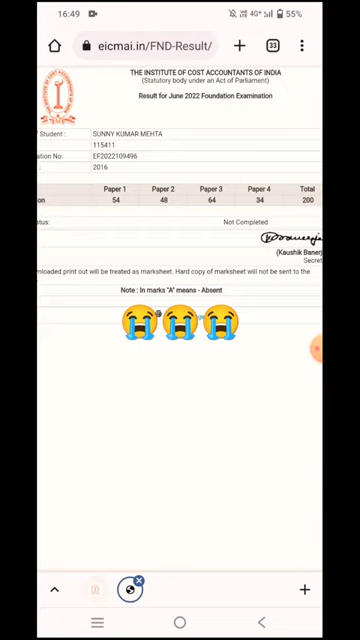 16:49
4G+
55%
eicmai.in/FND-Result/
33
THE INSTITUTE OF COST ACCOUNTANTS OF INDIA
(Statutory body under an Act of Parliament)
Result for June 2022 Foundation Examination
Student : SUNNY KUMAR MEHTA
115411
ation No: EF2022109496
2016
Paper 1 Paper 2 Paper 3 Paper 4 Total
on 54 48 64 34 200
tatus: Not Completed
(Kaushik Baner
Secret
wnloaded print out will be treated as marksheet. Hard copy of marksheet will not be sent to the
Note : In marks "A" means - Absent